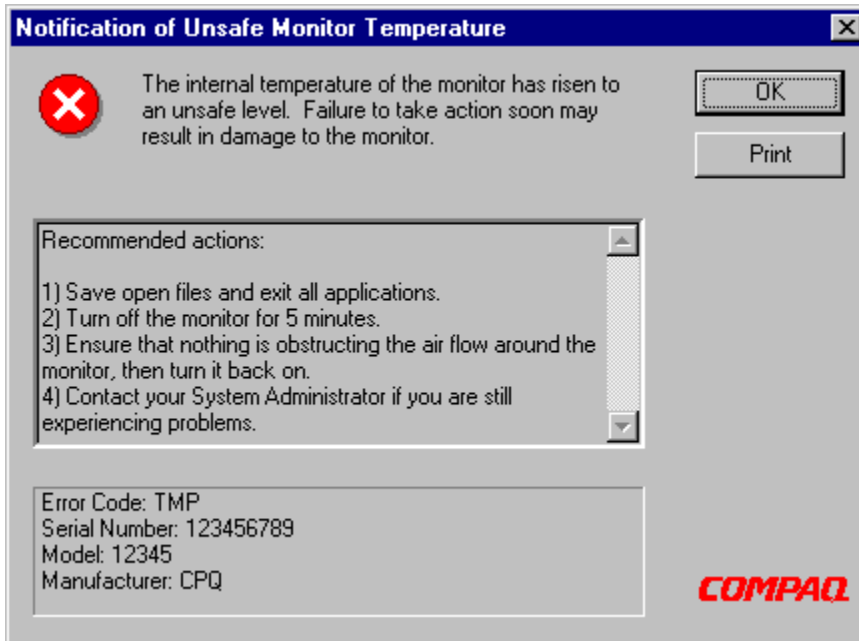 Notification of Unsafe Monitor Temperature
The internal temperature of the monitor has risen to
an unsafe level.  Failure to take action soon may
result in damage to the monitor.
OK
Print
Recommended actions:
1) Save open files and exit all applications.
2) Turn off the monitor for 5 minutes.
3) Ensure that nothing is obstructing the air flow around the
monitor, then turn it back on.
4) Contact your System Administrator if you are still
experiencing problems.
Error Code: TMP
Serial Number: 123456789
Model: 12345
Manufacturer: CPQ
COMPAQ